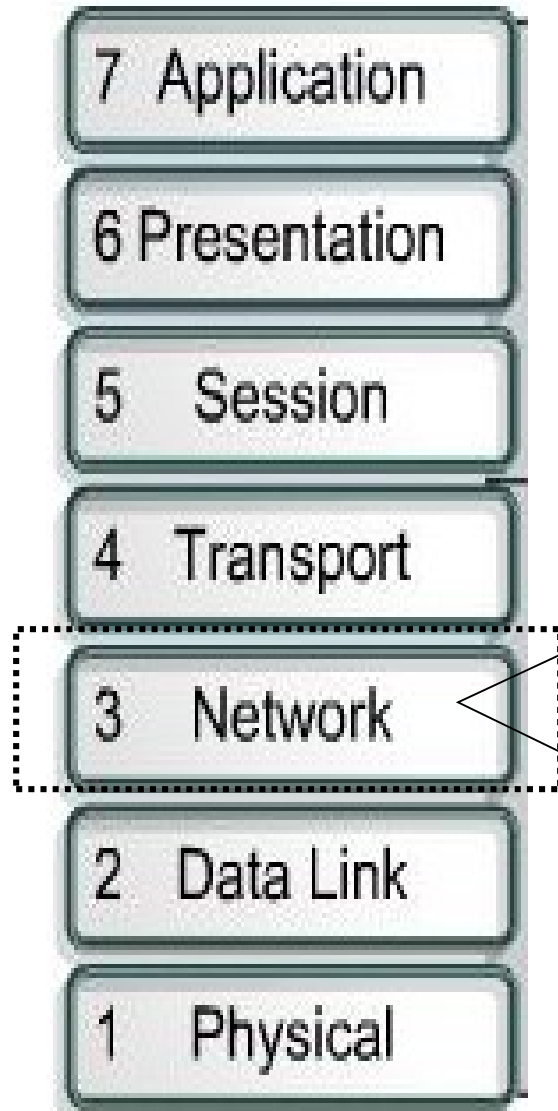 7 Application
6 Presentation
5 Session
4 Transport
3 Network
2 Data Link
1 Physical